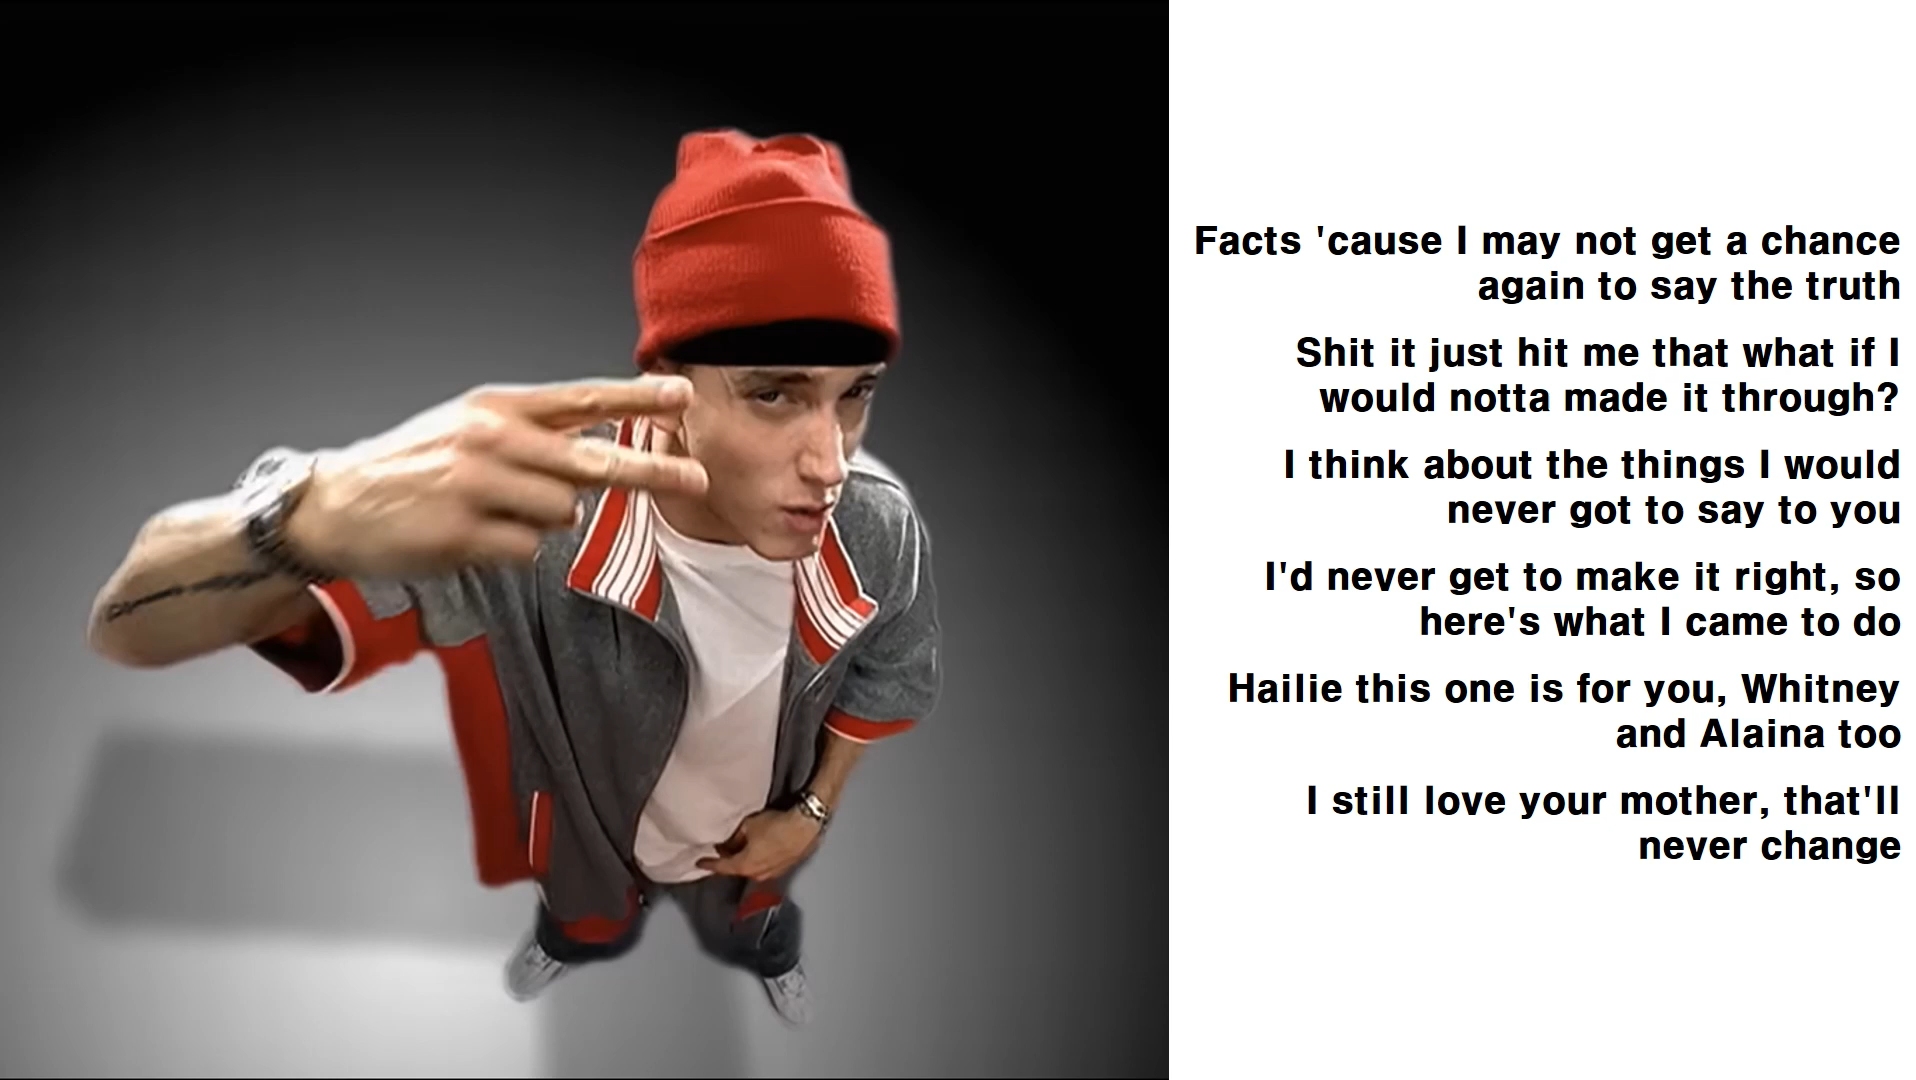 Facts 'cause I may not get a chance
again to say the truth
Shit it just hit me that what if I
would notta made it through?
I think about the things I would
never got to say to you
I'd never get to make it right, so
here's what I came to do
Hailie this one is for you, Whitney
and Alaina too
I still love your mother, that'll
never change